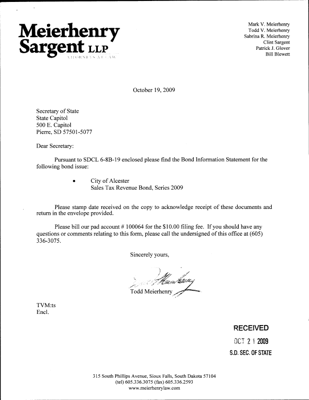 Meierhenry
Sargent LLP
Mark V. Meierhenry
Todd V. Meierhenry
Sabrina R. Meierhenry
Clint Sargent
Patrick J. Glover
Bill Blewett
October 19, 2009
Secretary of State
State Capitol
500 E. Capitol
Pierre, SD 57501-5077
Dear Secretary:
Pursuant to SDCL 6-8B-19 enclosed please find the Bond Information Statement for the
following bond issue:
• City of Alcester
Sales Tax Revenue Bond, Series 2009
Please stamp date received on the copy to acknowledge receipt of these documents and
return in the envelope provided.
Please bill our pad account # 100064 for the $10.00 filing fee. If you should have any
questions or comments relating to this form, please call the undersigned of this office at (605)
336-3075.
Sincerely yours,
Todd Meierhenry
TVM:ts
Encl.
RECEIVED
OCT 21 2009
S.D. SEC. OF STATE
315 South Phillips Avenue, Sioux Falls, South Dakota 57104
(tel) 605.336.3075 (fax) 605.336.2593
www.meierhenrylaw.com